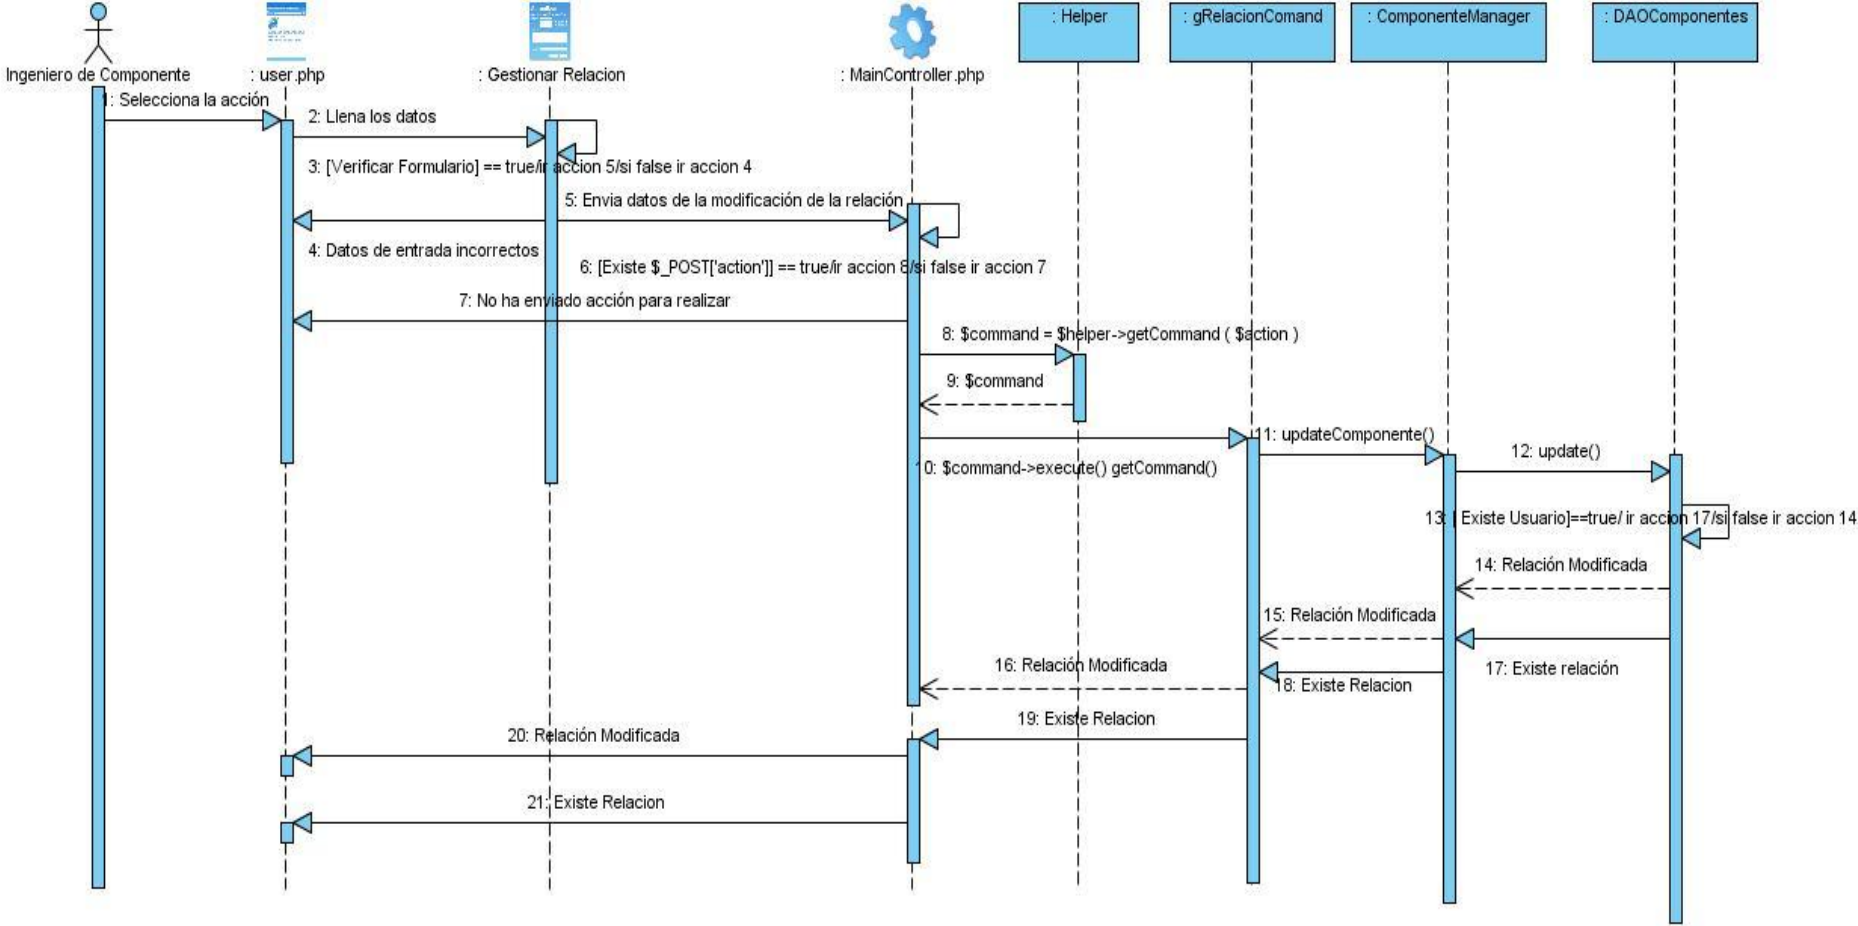 : Helper
: gRelacionComand
: ComponenteManager
: DAOComponentes
Ingeniero de Componente
: user.php
: Gestionar Relacion
: MainController.php
1: Selecciona la acción
2: Llena los datos
3: [Verificar Formulario] == true/ir accion 5/si false ir accion 4
5: Envia datos de la modificación de la relación
4: Datos de entrada incorrectos
6: [Existe $_POST['action']] == true/ir accion 8/si false ir accion 7
7: No ha enviado acción para realizar
8: $command = $helper->getCommand ( $action )
9: $command
11: updateComponente()
10: $command->execute() getCommand()
12: update()
13: [ Existe Usuario]==true/ ir accion 17/si false ir accion 14
14: Relación Modificada
15: Relación Modificada
16: Relación Modificada
17: Existe relación
18: Existe Relacion
19: Existe Relacion
20: Relación Modificada
21: Existe Relacion